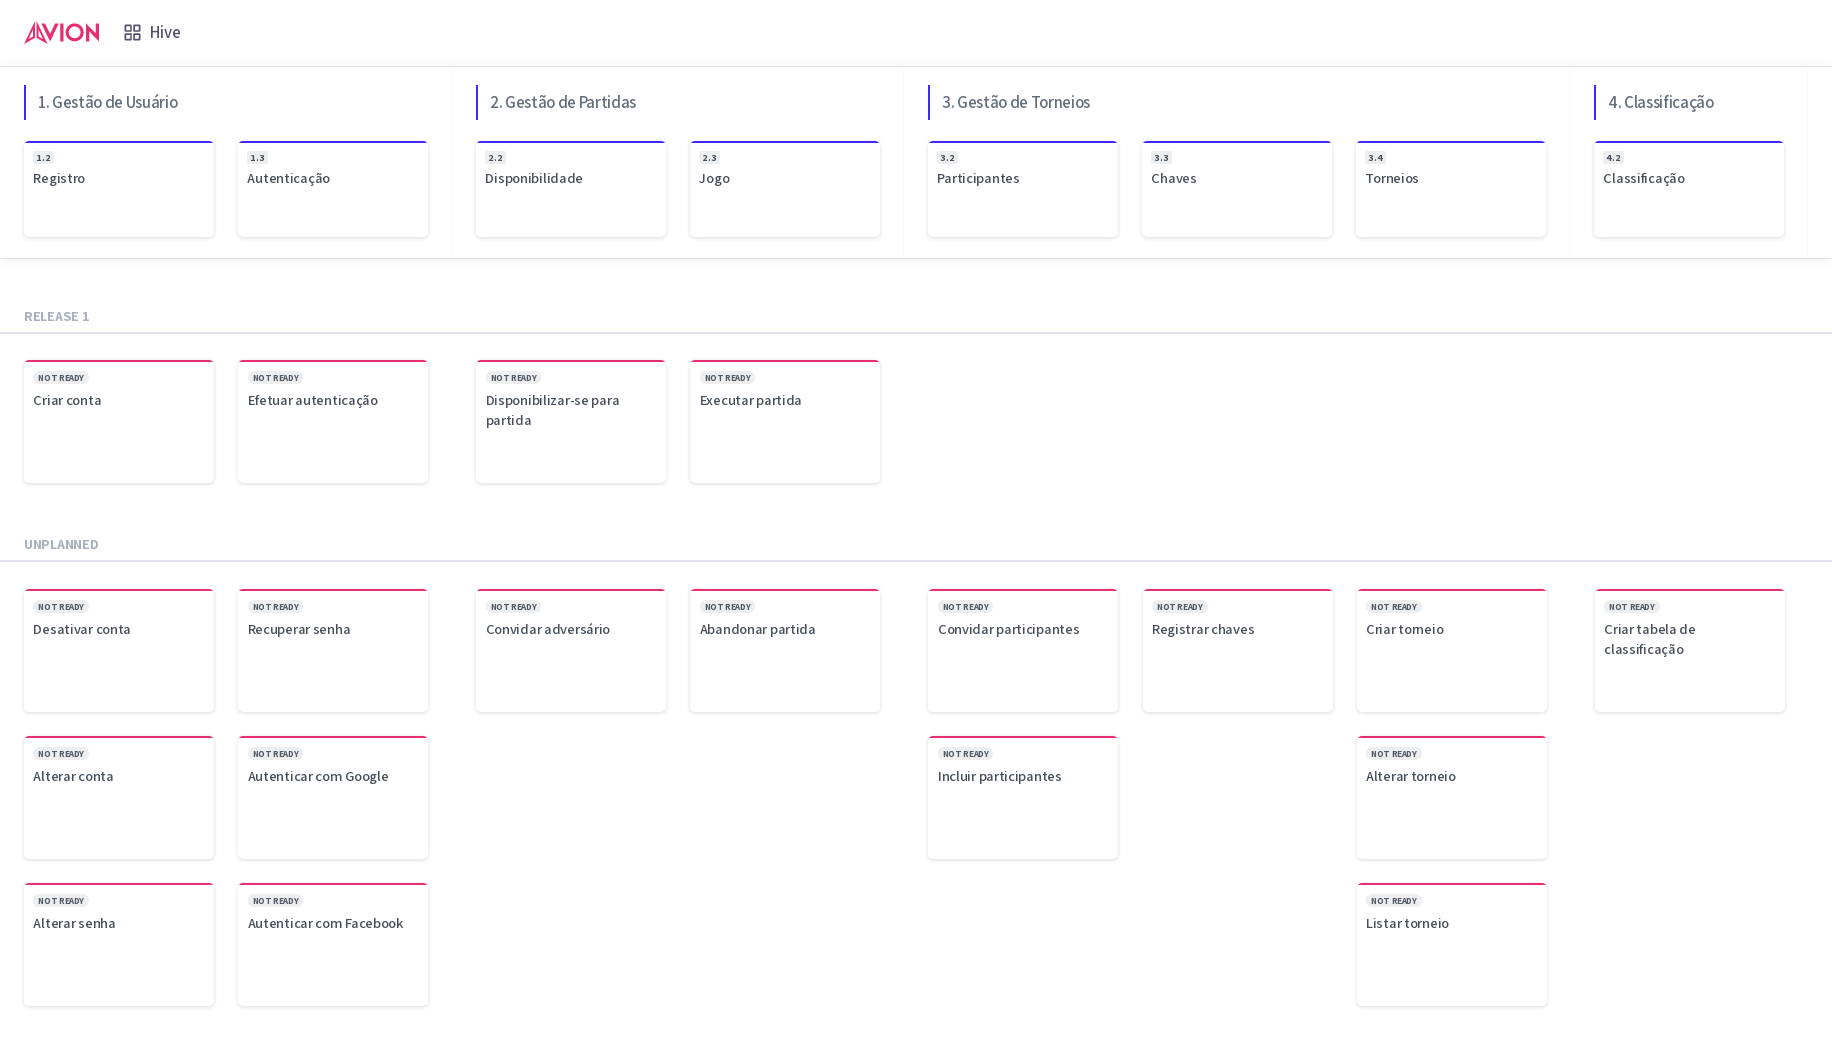 AVION Hive
1. Gestão de Usuário
2. Gestão de Partidas
3. Gestão de Torneios
4. Classificação
1.2
Registro
1.3
Autenticação
2.2
Disponibilidade
2.3
Jogo
3.2
Participantes
3.3
Chaves
3.4
Torneios
4.2
Classificação
RELEASE 1
NOT READY
Criar conta
NOT READY
Efetuar autenticação
NOT READY
Disponibilizar-se para
partida
NOT READY
Executar partida
UNPLANNED
NOT READY
Desativar conta
NOT READY
Recuperar senha
NOT READY
Convidar adversário
NOT READY
Abandonar partida
NOT READY
Convidar participantes
NOT READY
Registrar chaves
NOT READY
Criar torneio
NOT READY
Criar tabela de
classificação
NOT READY
Alterar conta
NOT READY
Autenticar com Google
NOT READY
Incluir participantes
NOT READY
Alterar torneio
NOT READY
Alterar senha
NOT READY
Autenticar com Facebook
NOT READY
Listar torneio